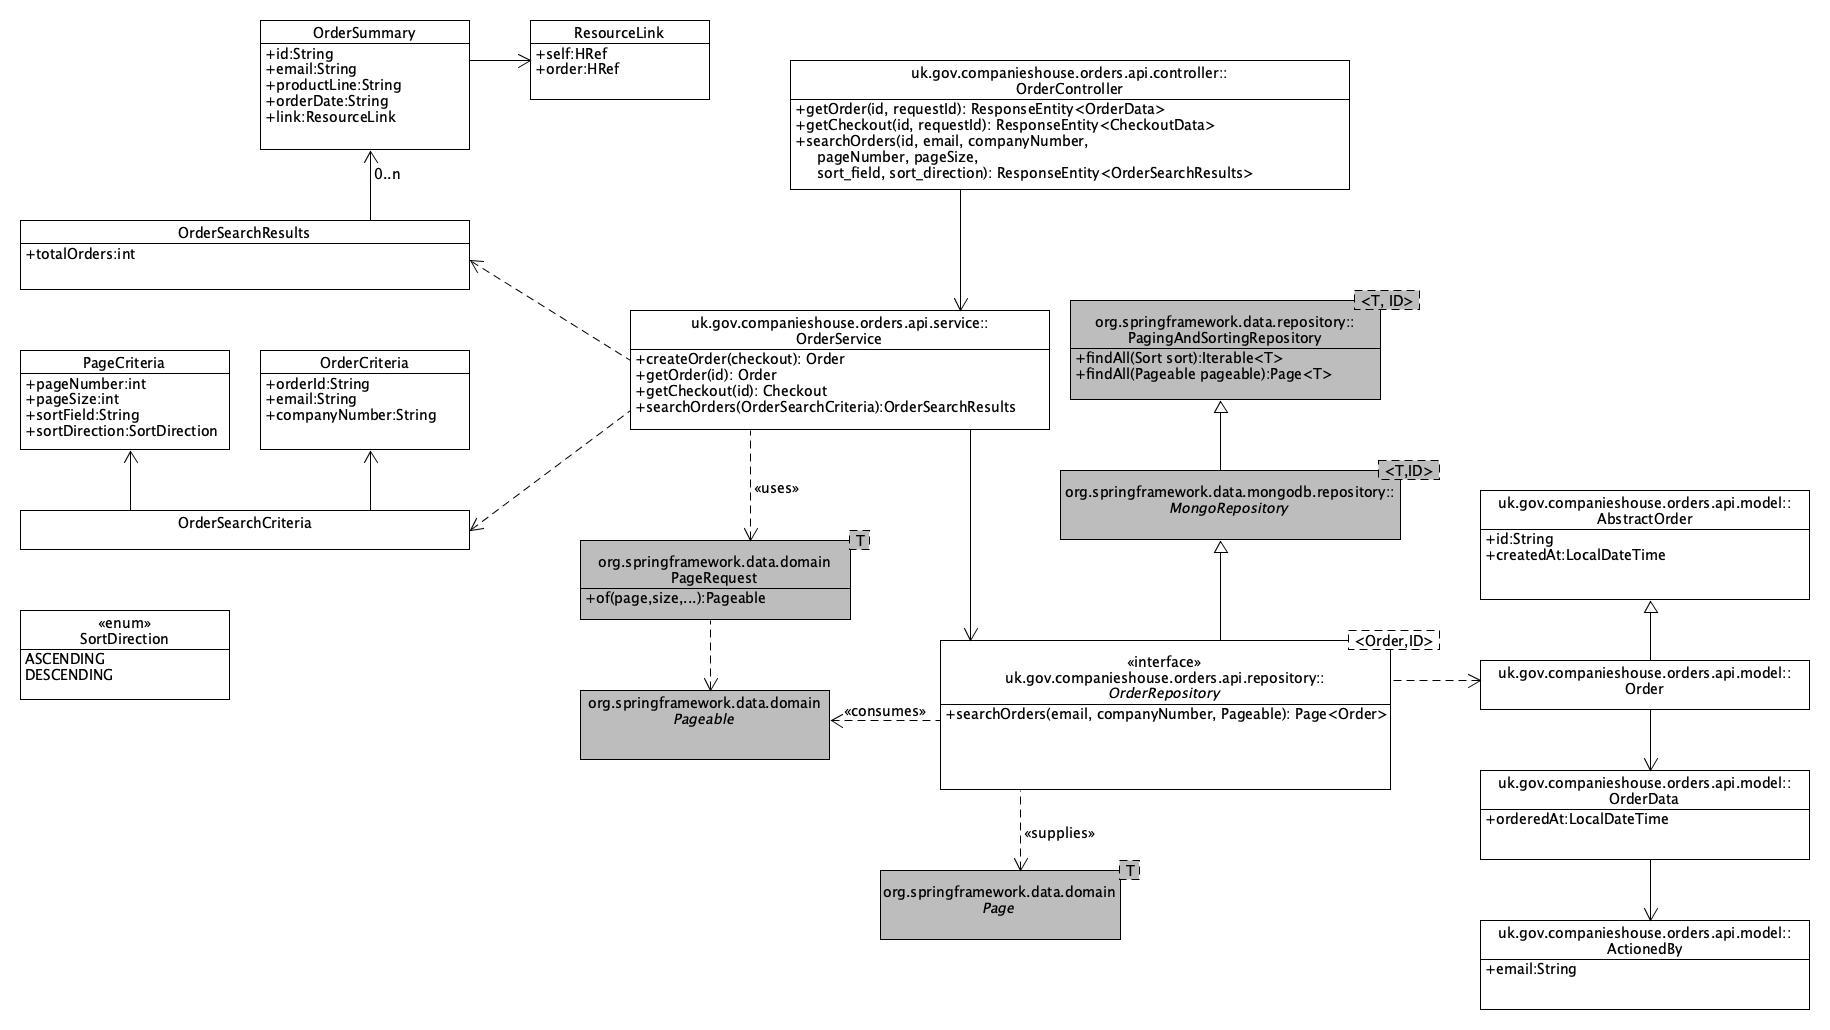 OrderSummary
+id:String
+email:String
+productLine:String
+orderDate:String
+link:ResourceLink
ResourceLink
+self:HRef
+order:HRef
uk.gov.companieshouse.orders.api.controller::
OrderController
+getOrder(id, requestId): ResponseEntity<OrderData>
+getCheckout(id, requestId): ResponseEntity<CheckoutData>
+searchOrders(id, email, companyNumber,
pageNumber, pageSize,
sort_field, sort_direction): ResponseEntity<OrderSearchResults>
0..n
OrderSearchResults
+totalOrders:int
uk.gov.companieshouse.orders.api.service::
OrderService
+createOrder(checkout): Order
+getOrder(id): Order
+getCheckout(id): Checkout
+searchOrders(OrderSearchCriteria):OrderSearchResults
<T, ID>
org.springframework.data.repository::
PagingAndSortingRepository
+findAll(Sort sort):Iterable<T>
+findAll(Pageable pageable):Page<T>
PageCriteria
+pageNumber:int
+pageSize:int
+sortField:String
+sortDirection:SortDirection
OrderCriteria
+orderId:String
+email:String
+companyNumber:String
OrderSearchCriteria
«uses»
<T,ID>
org.springframework.data.mongodb.repository::
MongoRepository
uk.gov.companieshouse.orders.api.model::
AbstractOrder
+id:String
+createdAt:LocalDateTime
T
org.springframework.data.domain
PageRequest
+of(page,size,...):Pageable
«enum»
SortDirection
ASCENDING
DESCENDING
<Order,ID>
«interface»
uk.gov.companieshouse.orders.api.repository::
OrderRepository
+searchOrders(email, companyNumber, Pageable): Page<Order>
uk.gov.companieshouse.orders.api.model::
Order
org.springframework.data.domain
Pageable
«consumes»
uk.gov.companieshouse.orders.api.model::
OrderData
+orderedAt:LocalDateTime
«supplies»
T
org.springframework.data.domain
Page
uk.gov.companieshouse.orders.api.model::
ActionedBy
+email:String